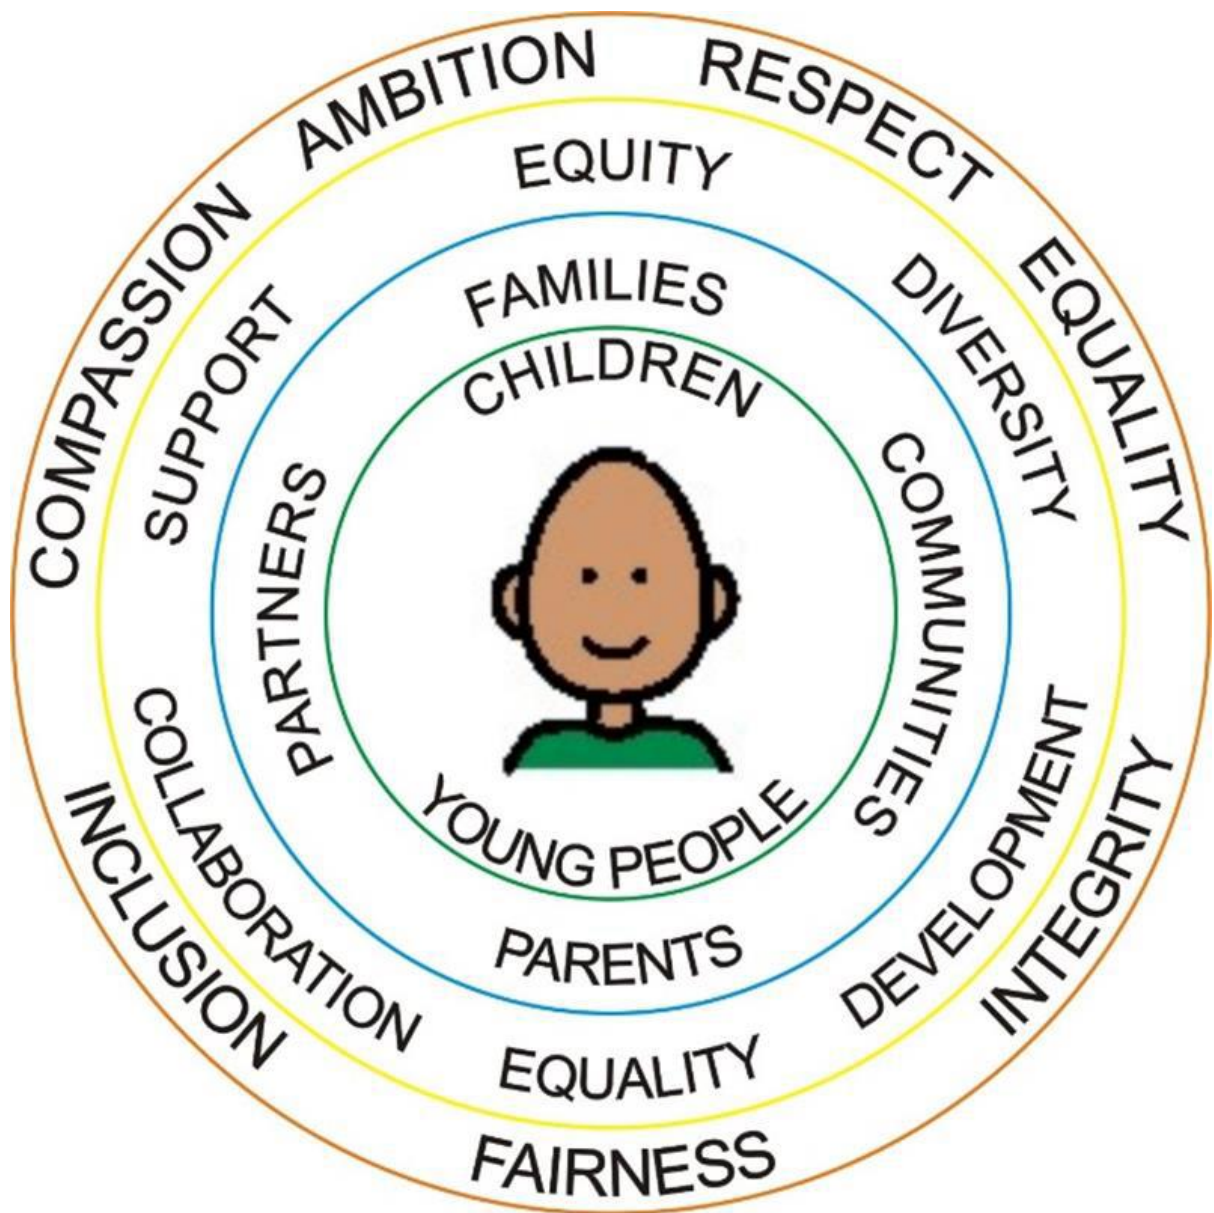 COMPASSION
AMBITION
RESPECT
EQUALITY
INTEGRITY
FAIRNESS
INCLUSION
EQUITY
DIVERSITY
DEVELOPMENT
EQUALITY
COLLABORATION
SUPPORT
FAMILIES
COMMUNITIES
PARENTS
PARTNERS
CHILDREN
YOUNG PEOPLE